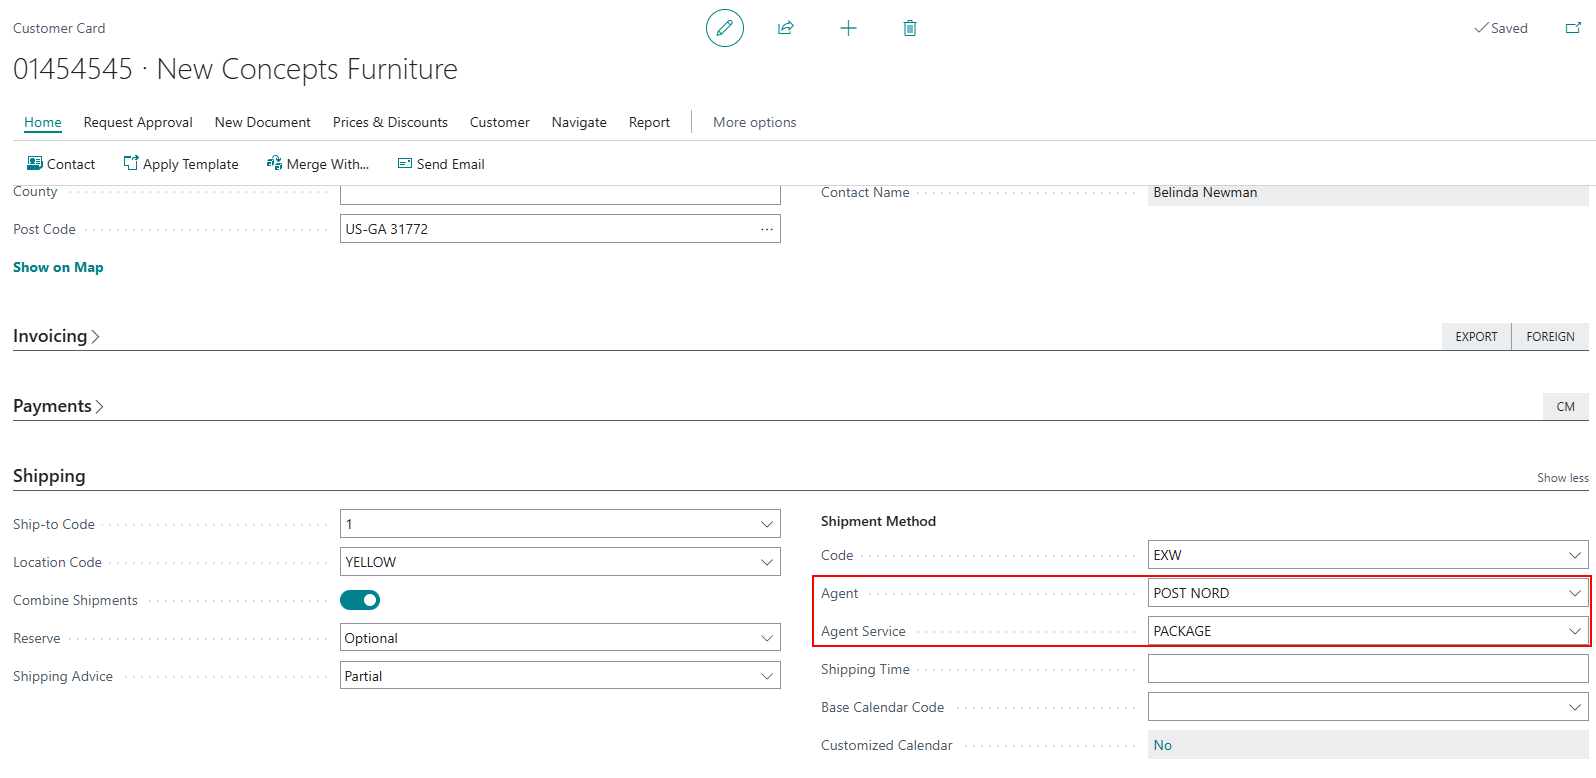 Customer Card
Saved
01454545 · New Concepts Furniture
Home Request Approval New Document Prices & Discounts Customer Navigate Report More options
Contact Apply Template Merge With... Send Email
County
Contact Name Belinda Newman
Post Code US-GA 31772 ...
Show on Map
Invoicing
EXPORT FOREIGN
Payments
CM
Shipping
Show less
Ship-to Code 1
Location Code YELLOW
Combine Shipments
Reserve Optional
Shipping Advice Partial
Shipment Method
Code EXW
Agent POST NORD
Agent Service PACKAGE
Shipping Time
Base Calendar Code
Customized Calendar No